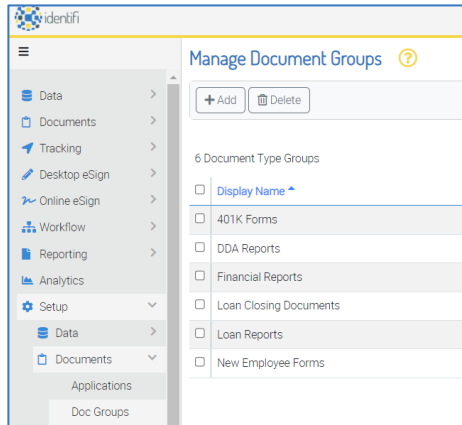 identifi
Manage Document Groups ?
+ Add Delete
Data
Documents
Tracking
Desktop eSign
Online eSign
Workflow
Reporting
Analytics
Setup
Data
Documents
Applications
Doc Groups
6 Document Type Groups
Display Name
401K Forms
DDA Reports
Financial Reports
Loan Closing Documents
Loan Reports
New Employee Forms